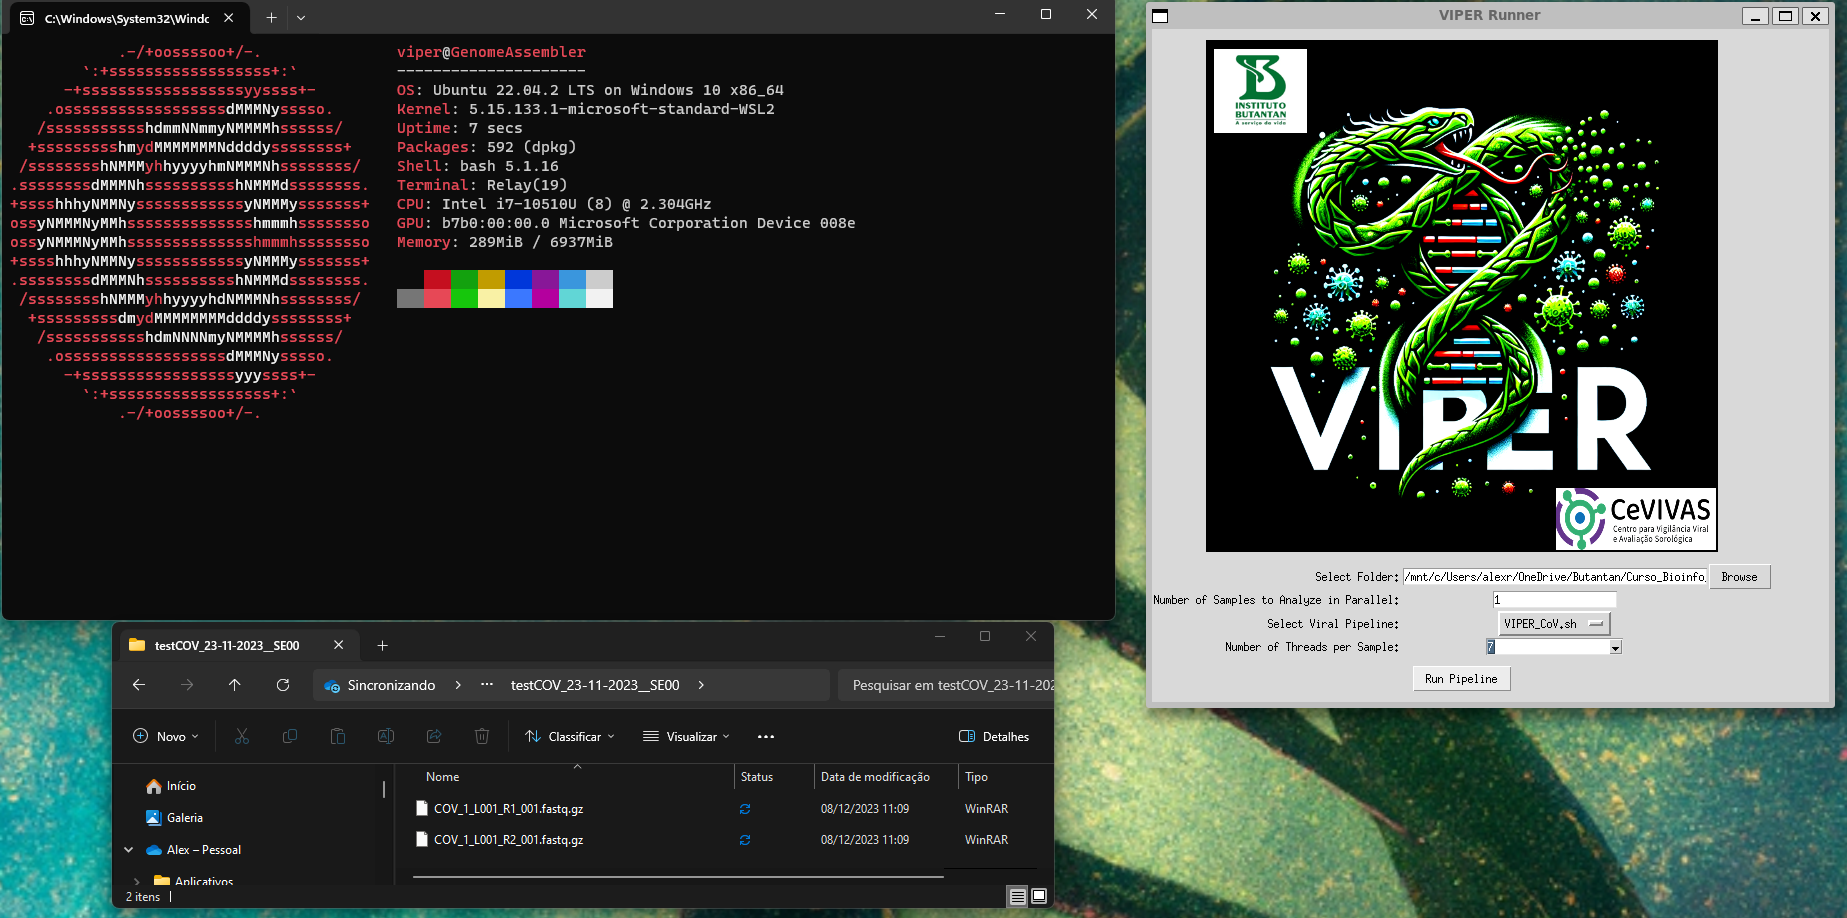 C:\Windows\System32\Windc
.-/+oossssoo+/-.
`:+ssssssssssssssssss+:`
-+ssssssssssssssssssyyssss+-
.ossssssssssssssssssdMMMNysssso.
/ssssssssssshdmmNNmmyNMMMMhssssss/
+ssssssssshmydMMMMMMMNddddyssssssss+
/sssssssshNMMMyhhyyyyhmNMMMNhssssssss/
.ssssssssdMMMNhsssssssssshNMMMdssssssss.
+sssshhhyNMMNyssssssssssssyNMMMysssssss+
ossyNMMMNyMMhsssssssssssssshmmmhssssssso
ossyNMMMNyMMhsssssssssssssshmmmhssssssso
+sssshhhyNMMNyssssssssssssyNMMMysssssss+
.ssssssssdMMMNhsssssssssshNMMMdssssssss.
/sssssssshNMMMyhhyyyyhdNMMMNhssssssss/
+sssssssssdmydMMMMMMMMddddyssssssss+
/ssssssssssshdmNNNNmyNMMMMhssssss/
.ossssssssssssssssssdMMMNysssso.
-+sssssssssssssssssyyyssss+-
`:+ssssssssssssssssss+:`
.-/+oossssoo+/-.
viper@GenomeAssembler
---------------------
OS: Ubuntu 22.04.2 LTS on Windows 10 x86_64
Kernel: 5.15.133.1-microsoft-standard-WSL2
Uptime: 7 secs
Packages: 592 (dpkg)
Shell: bash 5.1.16
Terminal: Relay(19)
CPU: Intel i7-10510U (8) @ 2.304GHz
GPU: b7b0:00:00.0 Microsoft Corporation Device 008e
Memory: 289MiB / 6937MiB
VIPER Runner
INSTITUTO
BUTANTAN
A serviço da vida
VIPER
CeVIVAS
Centro para Vigilância Viral
e Avaliação Sorológica
Select Folder: /mnt/c/Users/alexr/OneDrive/Butantan/Curso_Bioinfo_ Browse
Number of Samples to Analyze in Parallel: 1
Select Viral Pipeline: VIPER_CoV.sh
Number of Threads per Sample: 7
Run Pipeline
testCOV_23-11-2023__SE00
Sincronizando > ... testCOV_23-11-2023__SE00 >
Pesquisar em testCOV_23-11-202
Novo
Classificar
Visualizar
Detalhes
Início
Galeria
Alex – Pessoal
Aplicativos
Nome Status Data de modificação Tipo
COV_1_L001_R1_001.fastq.gz 08/12/2023 11:09 WinRAR
COV_1_L001_R2_001.fastq.gz 08/12/2023 11:09 WinRAR
2 itens